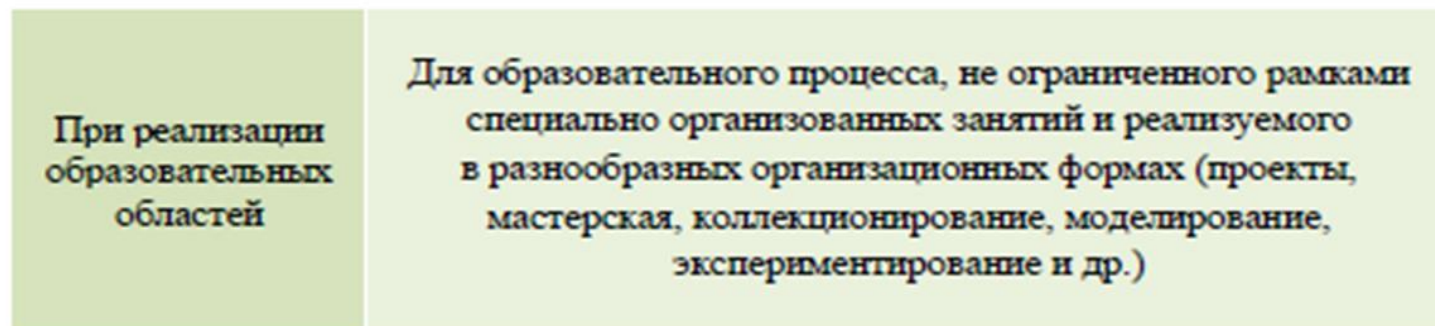 При реализации
образовательных
областей
Для образовательного процесса, не ограниченного рамками
специально организованных занятий и реализуемого
в разнообразных организационных формах (проекты,
мастерская, коллекционирование, моделирование,
экспериментирование и др.)